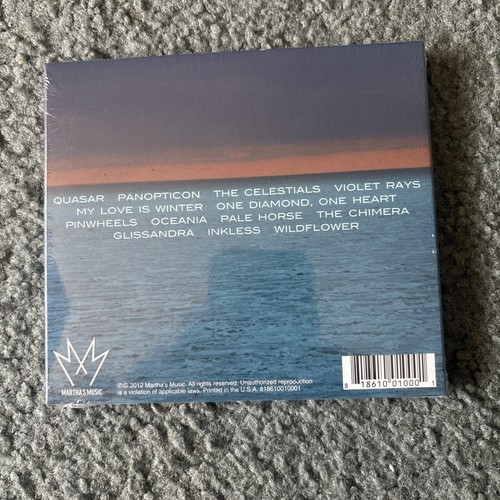 QUASAR PANOPTICON THE CELESTIALS VIOLET RAYS
MY LOVE IS WINTER ONE DIAMOND, ONE HEART
PINWHEELS OCEANIA PALE HORSE THE CHIMERA
GLISSANDRA INKLESS WILDFLOWER
MARTHA'S MUSIC
℗© 2012 Martha's Music. All rights reserved. Unauthorized reproduction
is a violation of applicable laws. Printed in the U.S.A. 818610010001
8 18610 01000 1